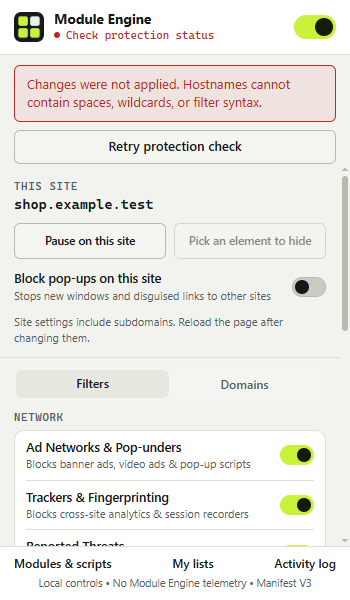 Module Engine
Check protection status
Changes were not applied. Hostnames cannot
contain spaces, wildcards, or filter syntax.
Retry protection check
THIS SITE
shop.example.test
Pause on this site
Pick an element to hide
Block pop-ups on this site
Stops new windows and disguised links to other sites
Site settings include subdomains. Reload the page after
changing them.
Filters
Domains
NETWORK
Ad Networks & Pop-unders
Blocks banner ads, video ads & pop-up scripts
Trackers & Fingerprinting
Blocks cross-site analytics & session recorders
Reported Threats
Modules & scripts
My lists
Activity log
Local controls • No Module Engine telemetry • Manifest V3